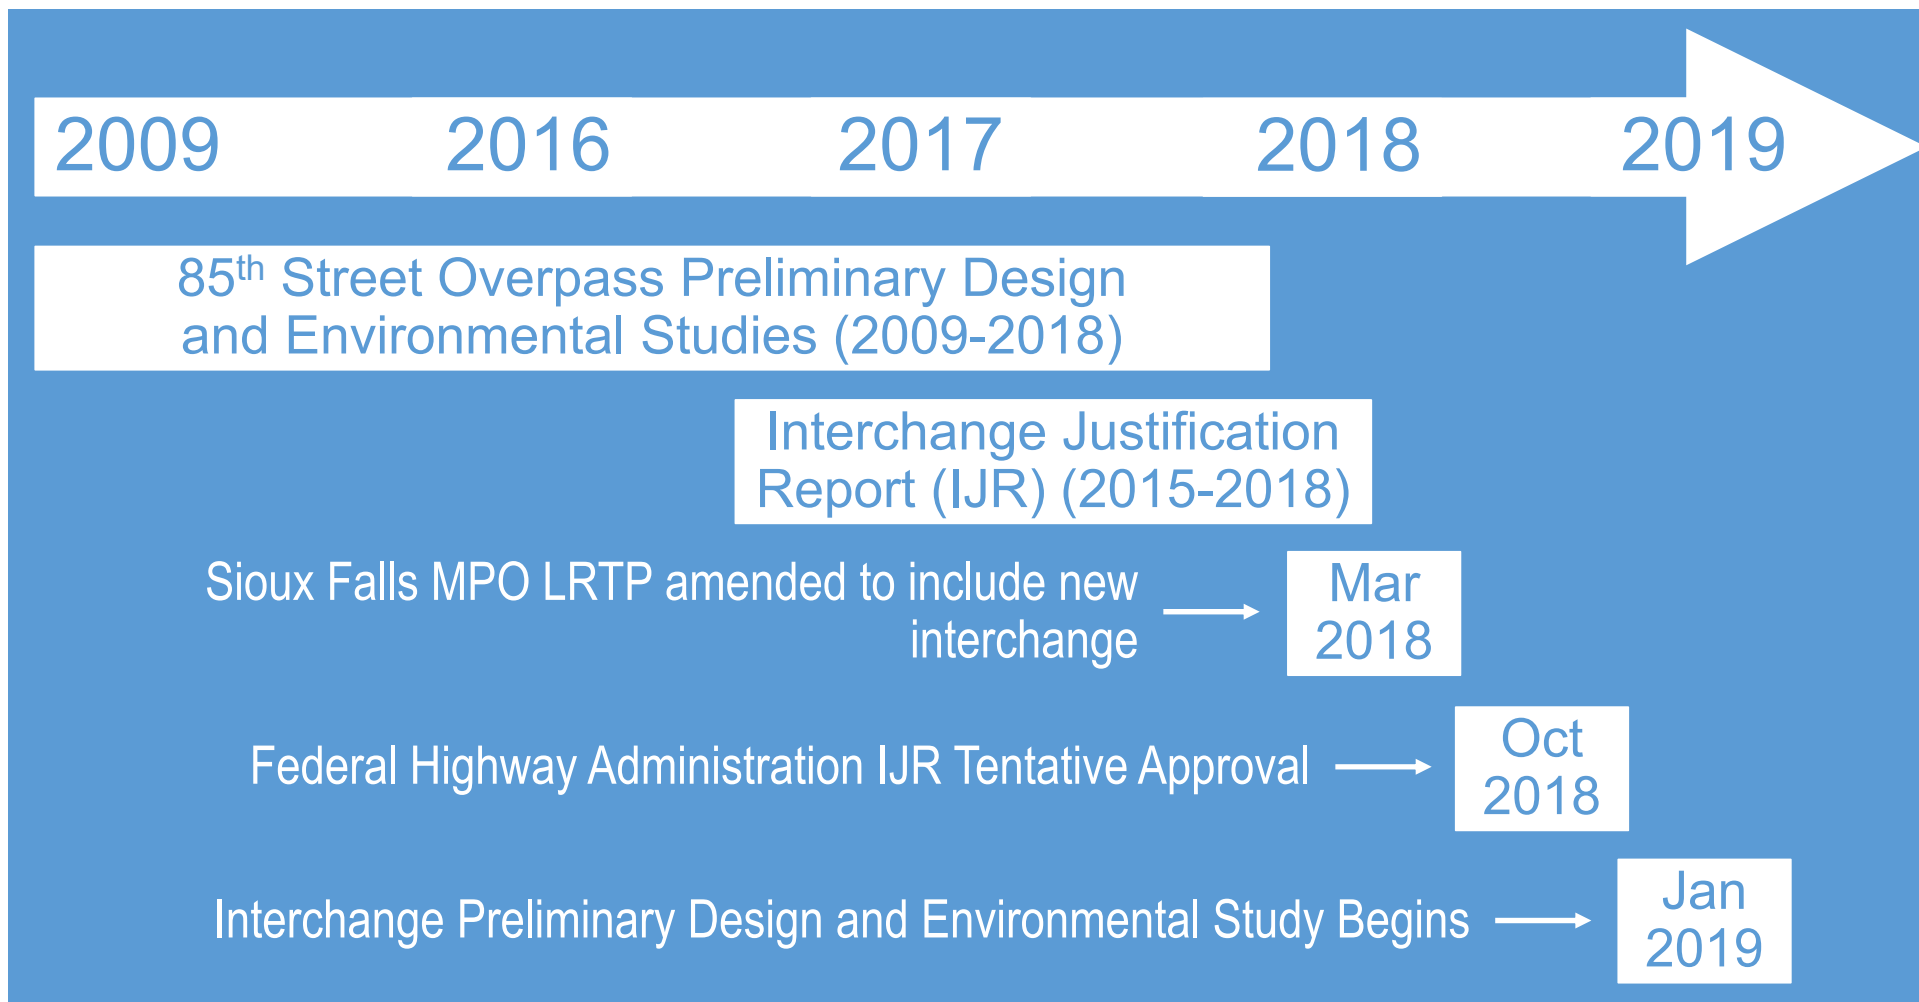 2009 2016 2017 2018 2019
85th Street Overpass Preliminary Design
and Environmental Studies (2009-2018)
Interchange Justification
Report (IJR) (2015-2018)
Sioux Falls MPO LRTP amended to include new
interchange
Mar
2018
Federal Highway Administration IJR Tentative Approval
Oct
2018
Interchange Preliminary Design and Environmental Study Begins
Jan
2019